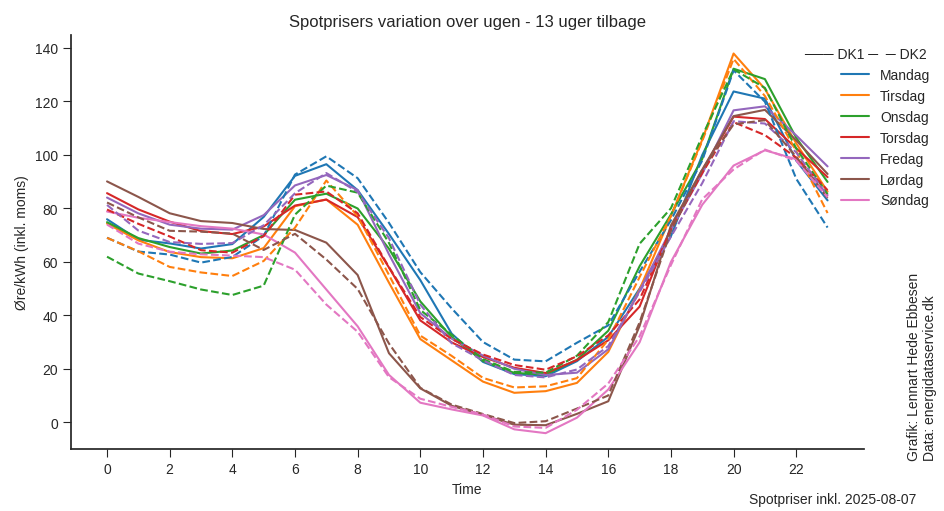 Spotprisers variation over ugen - 13 uger tilbage
Øre/kWh (inkl. moms)
140
120
100
80
60
40
20
0
0 2 4 6 8 10 12 14 16 18 20 22
Time
DK1 DK2
Mandag
Tirsdag
Onsdag
Torsdag
Fredag
Lørdag
Søndag
Grafik: Lennart Hede Ebbesen
Data: energidataservice.dk
Spotpriser inkl. 2025-08-07